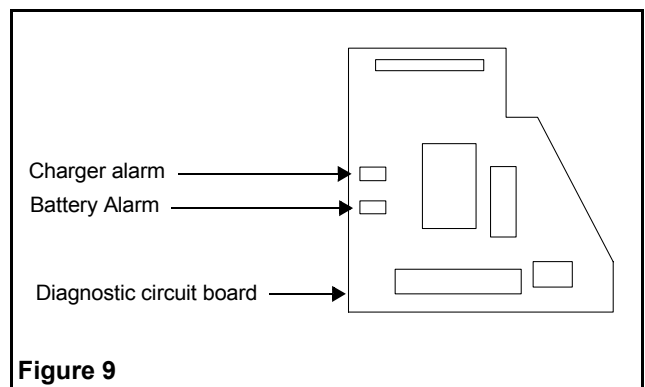 Charger alarm
Battery Alarm
Diagnostic circuit board
Figure 9